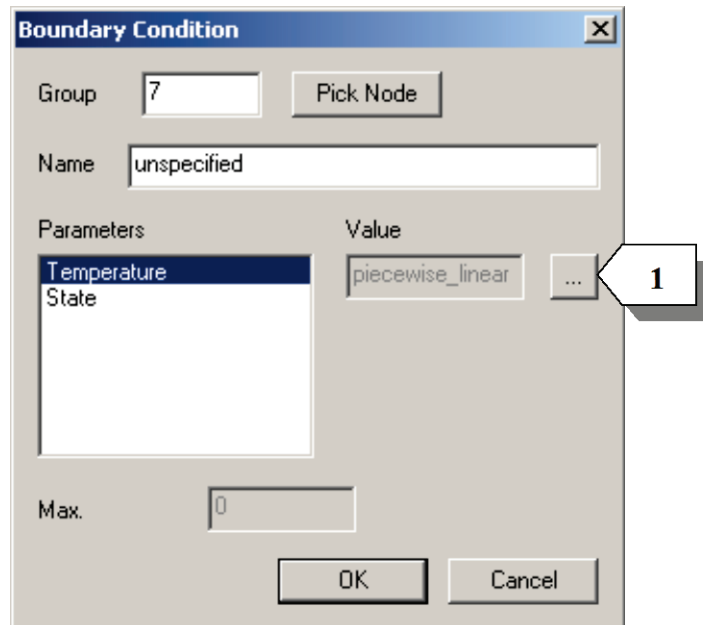 Boundary Condition
Group 7 Pick Node
Name unspecified
Parameters Value
Temperature piecewise_linear ... 1
State
Max. 0
OK Cancel